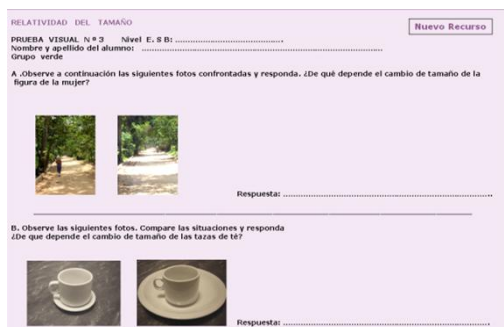 RELATIVIDAD DEL TAMAÑO
Nuevo Recurso
PRUEBA VISUAL N º 3 Nivel E. S B: ......................................
Nombre y apellido del alumno: ................................................................................
Grupo verde
A .Observe a continuación las siguientes fotos confrontadas y responda. ¿De qué depende el cambio de tamaño de la
figura de la mujer?
Respuesta: ......................................................................
B. Observe las siguientes fotos. Compare las situaciones y responda
¿De que depende el cambio de tamaño de las tazas de tè?
Respuesta: ......................................................................